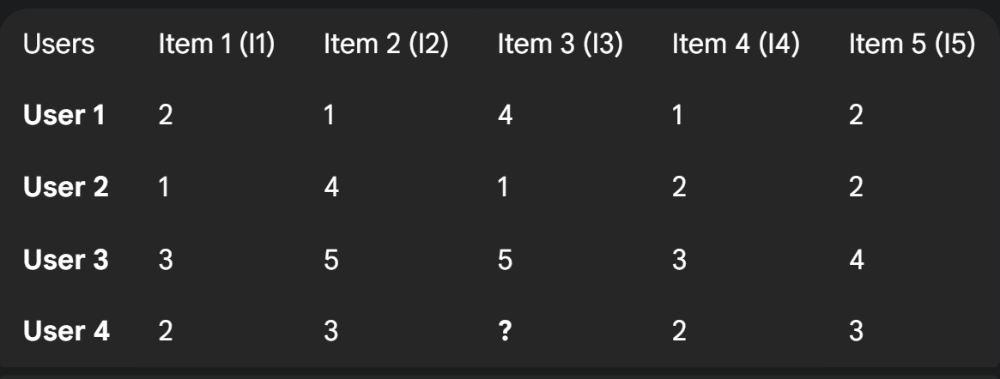 Users Item 1 (I1) Item 2 (I2) Item 3 (I3) Item 4 (I4) Item 5 (I5)
User 1 2 1 4 1 2
User 2 1 4 1 2 2
User 3 3 5 5 3 4
User 4 2 3 ? 2 3